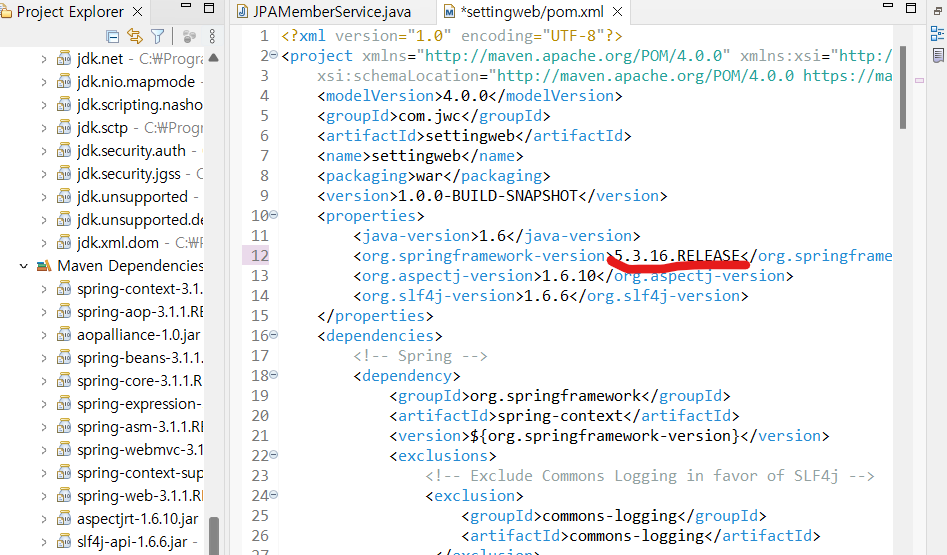 Project Explorer
JPAMemberService.java
*settingweb/pom.xml
jdk.net - C:₩Progra
jdk.nio.mapmode
jdk.scripting.nasho
jdk.sctp - C:₩Progr
jdk.security.auth -
jdk.security.jgss - C
jdk.unsupported -
jdk.unsupported.de
jdk.xml.dom - C:₩P
Maven Dependencies
spring-context-3.1.
spring-aop-3.1.1.RE
aopalliance-1.0.jar
spring-beans-3.1.1.
spring-core-3.1.1.R
spring-expression-
spring-asm-3.1.1.RE
spring-webmvc-3.1
spring-context-sup
spring-web-3.1.1.RE
aspectjrt-1.6.10.jar
slf4j-api-1.6.6.jar -
1 <?xml version="1.0" encoding="UTF-8"?>
2 <project xmlns="http://maven.apache.org/POM/4.0.0" xmlns:xsi="http:/
3 xsi:schemaLocation="http://maven.apache.org/POM/4.0.0 https://ma
4 <modelVersion>4.0.0</modelVersion>
5 <groupId>com.jwc</groupId>
6 <artifactId>settingweb</artifactId>
7 <name>settingweb</name>
8 <packaging>war</packaging>
9 <version>1.0.0-BUILD-SNAPSHOT</version>
10 <properties>
11 <java-version>1.6</java-version>
12 <org.springframework-version>5.3.16.RELEASE</org.springframe
13 <org.aspectj-version>1.6.10</org.aspectj-version>
14 <org.slf4j-version>1.6.6</org.slf4j-version>
15 </properties>
16 <dependencies>
17 <!-- Spring -->
18 <dependency>
19 <groupId>org.springframework</groupId>
20 <artifactId>spring-context</artifactId>
21 <version>${org.springframework-version}</version>
22 <exclusions>
23 <!-- Exclude Commons Logging in favor of SLF4j -->
24 <exclusion>
25 <groupId>commons-logging</groupId>
26 <artifactId>commons-logging</artifactId>
27 </exclusion>